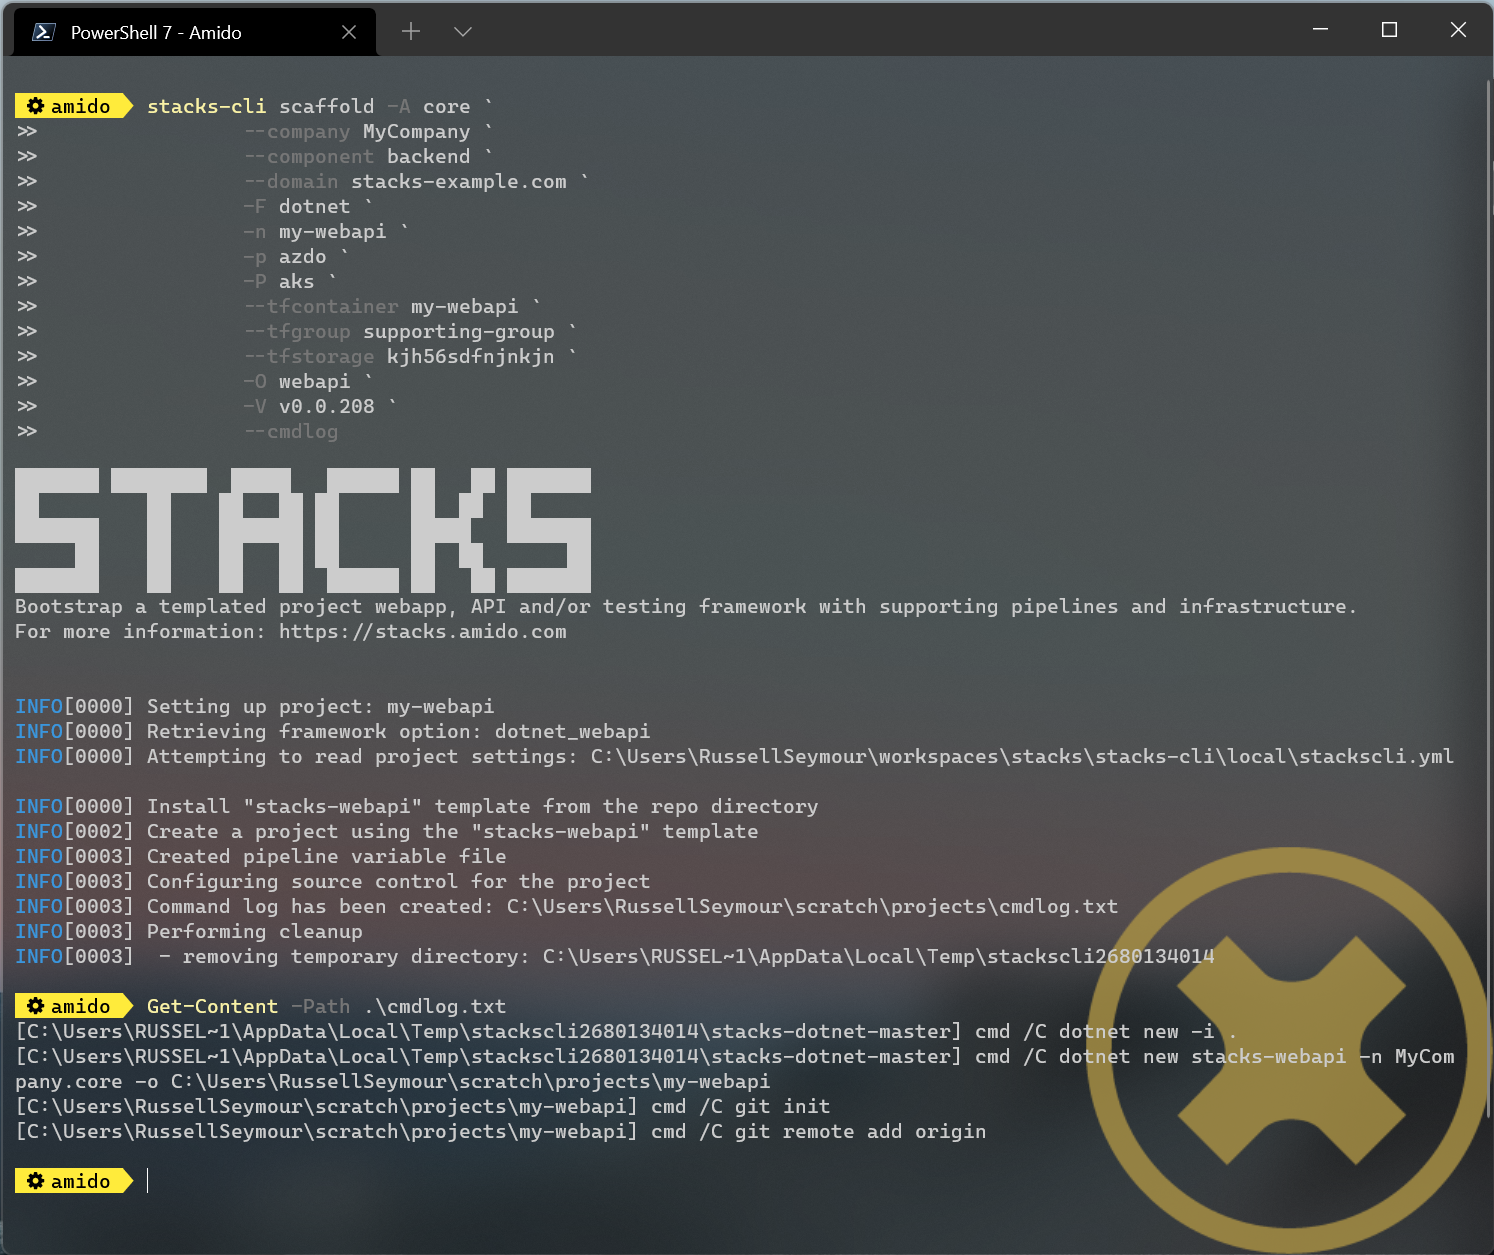 PowerShell 7 - Amido
amido stacks-cli scaffold -A core `
>> --company MyCompany `
>> --component backend `
>> --domain stacks-example.com `
>> -F dotnet `
>> -n my-webapi `
>> -p azdo `
>> -P aks `
>> --tfcontainer my-webapi `
>> --tfgroup supporting-group `
>> --tfstorage kjh56sdfnjnkjn `
>> -O webapi `
>> -V v0.0.208 `
>> --cmdlog
STACKS
Bootstrap a templated project webapp, API and/or testing framework with supporting pipelines and infrastructure.
For more information: https://stacks.amido.com
INFO[0000] Setting up project: my-webapi
INFO[0000] Retrieving framework option: dotnet_webapi
INFO[0000] Attempting to read project settings: C:\Users\RussellSeymour\workspaces\stacks\stacks-cli\local\stackscli.yml
INFO[0000] Install "stacks-webapi" template from the repo directory
INFO[0002] Create a project using the "stacks-webapi" template
INFO[0003] Created pipeline variable file
INFO[0003] Configuring source control for the project
INFO[0003] Command log has been created: C:\Users\RussellSeymour\scratch\projects\cmdlog.txt
INFO[0003] Performing cleanup
INFO[0003]  - removing temporary directory: C:\Users\RUSSEL~1\AppData\Local\Temp\stackscli2680134014
amido Get-Content -Path .\cmdlog.txt
[C:\Users\RUSSEL~1\AppData\Local\Temp\stackscli2680134014\stacks-dotnet-master] cmd /C dotnet new -i .
[C:\Users\RUSSEL~1\AppData\Local\Temp\stackscli2680134014\stacks-dotnet-master] cmd /C dotnet new stacks-webapi -n MyCom
pany.core -o C:\Users\RussellSeymour\scratch\projects\my-webapi
[C:\Users\RussellSeymour\scratch\projects\my-webapi] cmd /C git init
[C:\Users\RussellSeymour\scratch\projects\my-webapi] cmd /C git remote add origin
amido